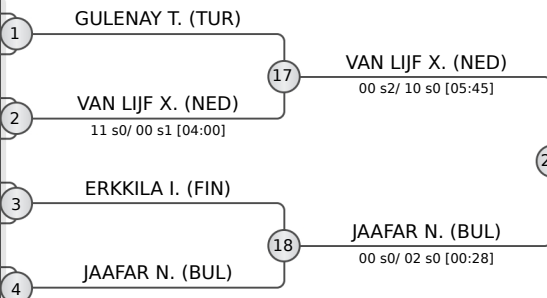 GULENAY T. (TUR)
1
17
VAN LIJF X. (NED)
00 s2/ 10 s0 [05:45]
VAN LIJF X. (NED)
2
11 s0/ 00 s1 [04:00]
ERKKILA I. (FIN)
3
18
JAAFAR N. (BUL)
00 s0/ 02 s0 [00:28]
JAAFAR N. (BUL)
4